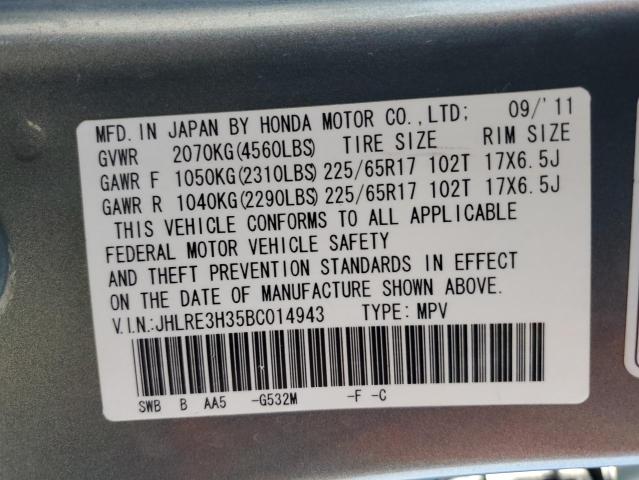 MFD. IN JAPAN BY HONDA MOTOR CO.,LTD; 09/'11
GVWR 2070KG(4560LBS) TIRE SIZE RIM SIZE
GAWR F 1050KG(2310LBS) 225/65R17 102T 17X6.5J
GAWR R 1040KG(2290LBS) 225/65R17 102T 17X6.5J
THIS VEHICLE CONFORMS TO ALL APPLICABLE
FEDERAL MOTOR VEHICLE SAFETY
AND THEFT PREVENTION STANDARDS IN EFFECT
ON THE DATE OF MANUFACTURE SHOWN ABOVE.
V.I.N.:JHLRE3H35BC014943 TYPE: MPV
SWB B AA5 -G532M -F -C